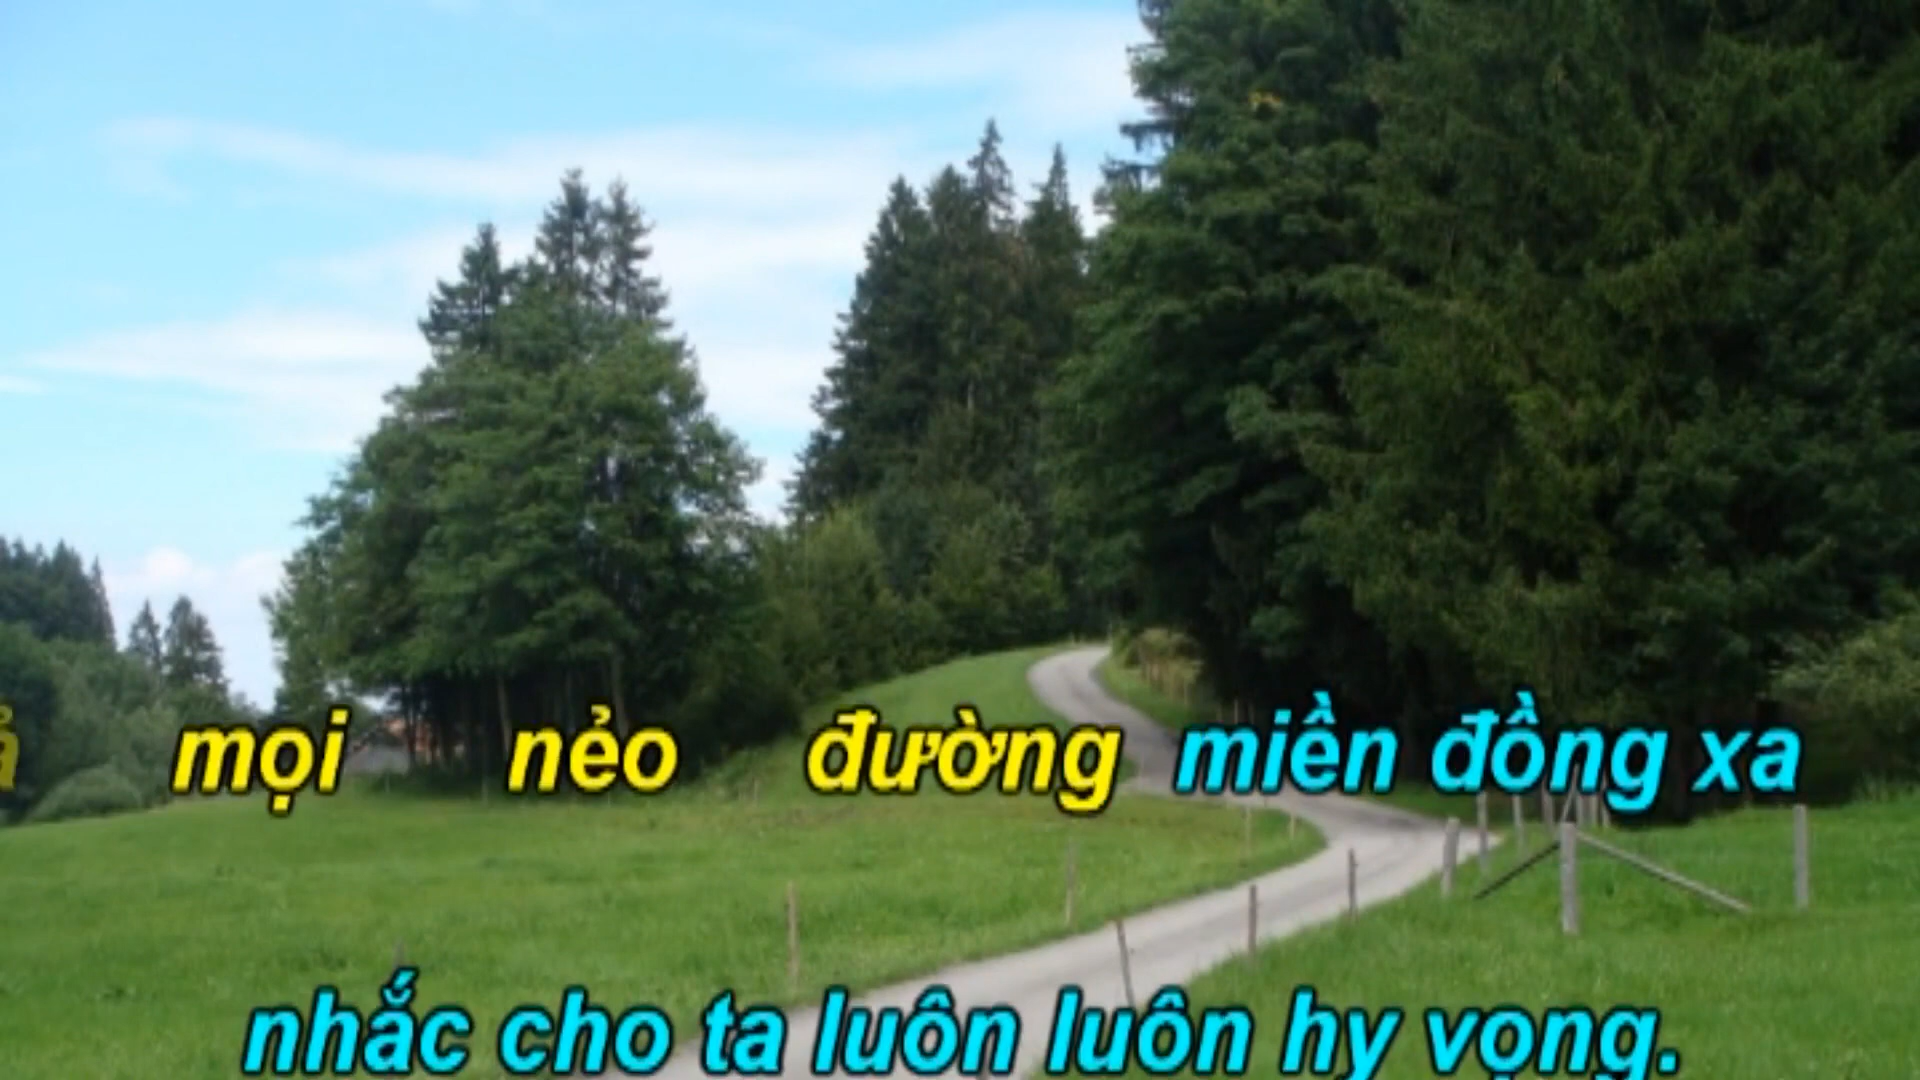 mọi nẻo đường miền đồng xa
nhắc cho ta luôn luôn hy vọng.